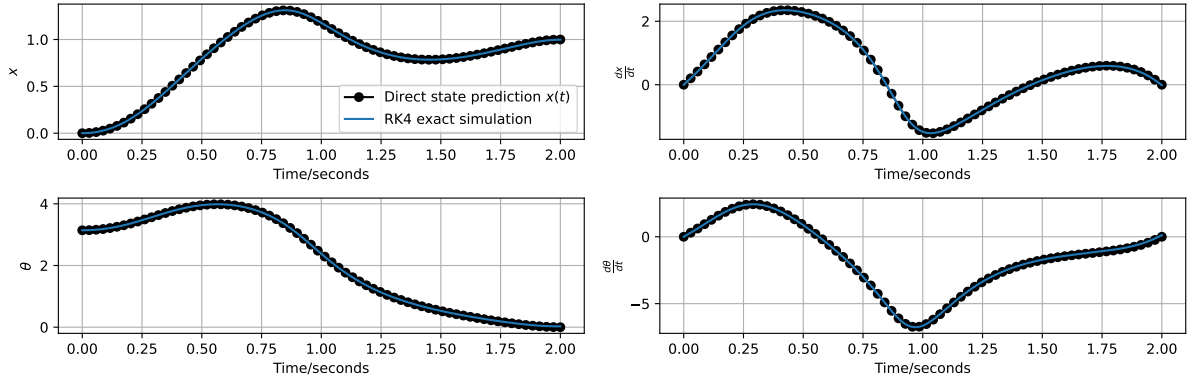 1.0
0.5
0.0
x
Direct state prediction x(t)
RK4 exact simulation
0.00 0.25 0.50 0.75 1.00 1.25 1.50 1.75 2.00
Time/seconds
2
0
dx
dt
0.00 0.25 0.50 0.75 1.00 1.25 1.50 1.75 2.00
Time/seconds
4
2
0
θ
0.00 0.25 0.50 0.75 1.00 1.25 1.50 1.75 2.00
Time/seconds
0
−5
dθ
dt
0.00 0.25 0.50 0.75 1.00 1.25 1.50 1.75 2.00
Time/seconds